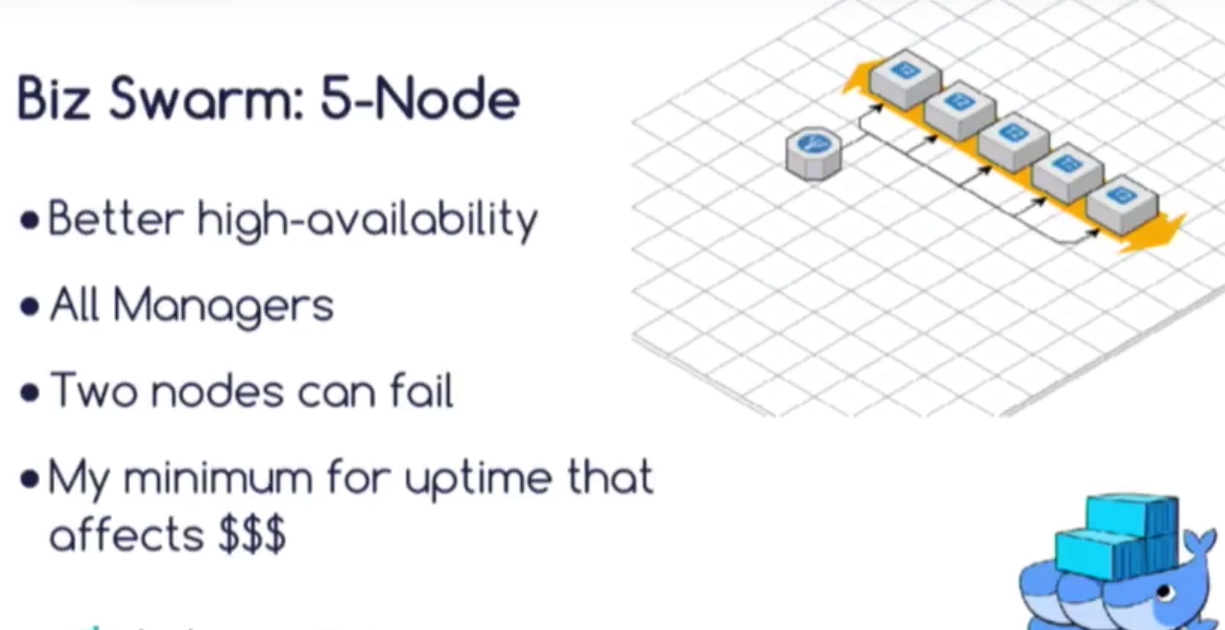 Biz Swarm: 5-Node
•Better high-availability
•All Managers
•Two nodes can fail
•My minimum for uptime that
affects $$$